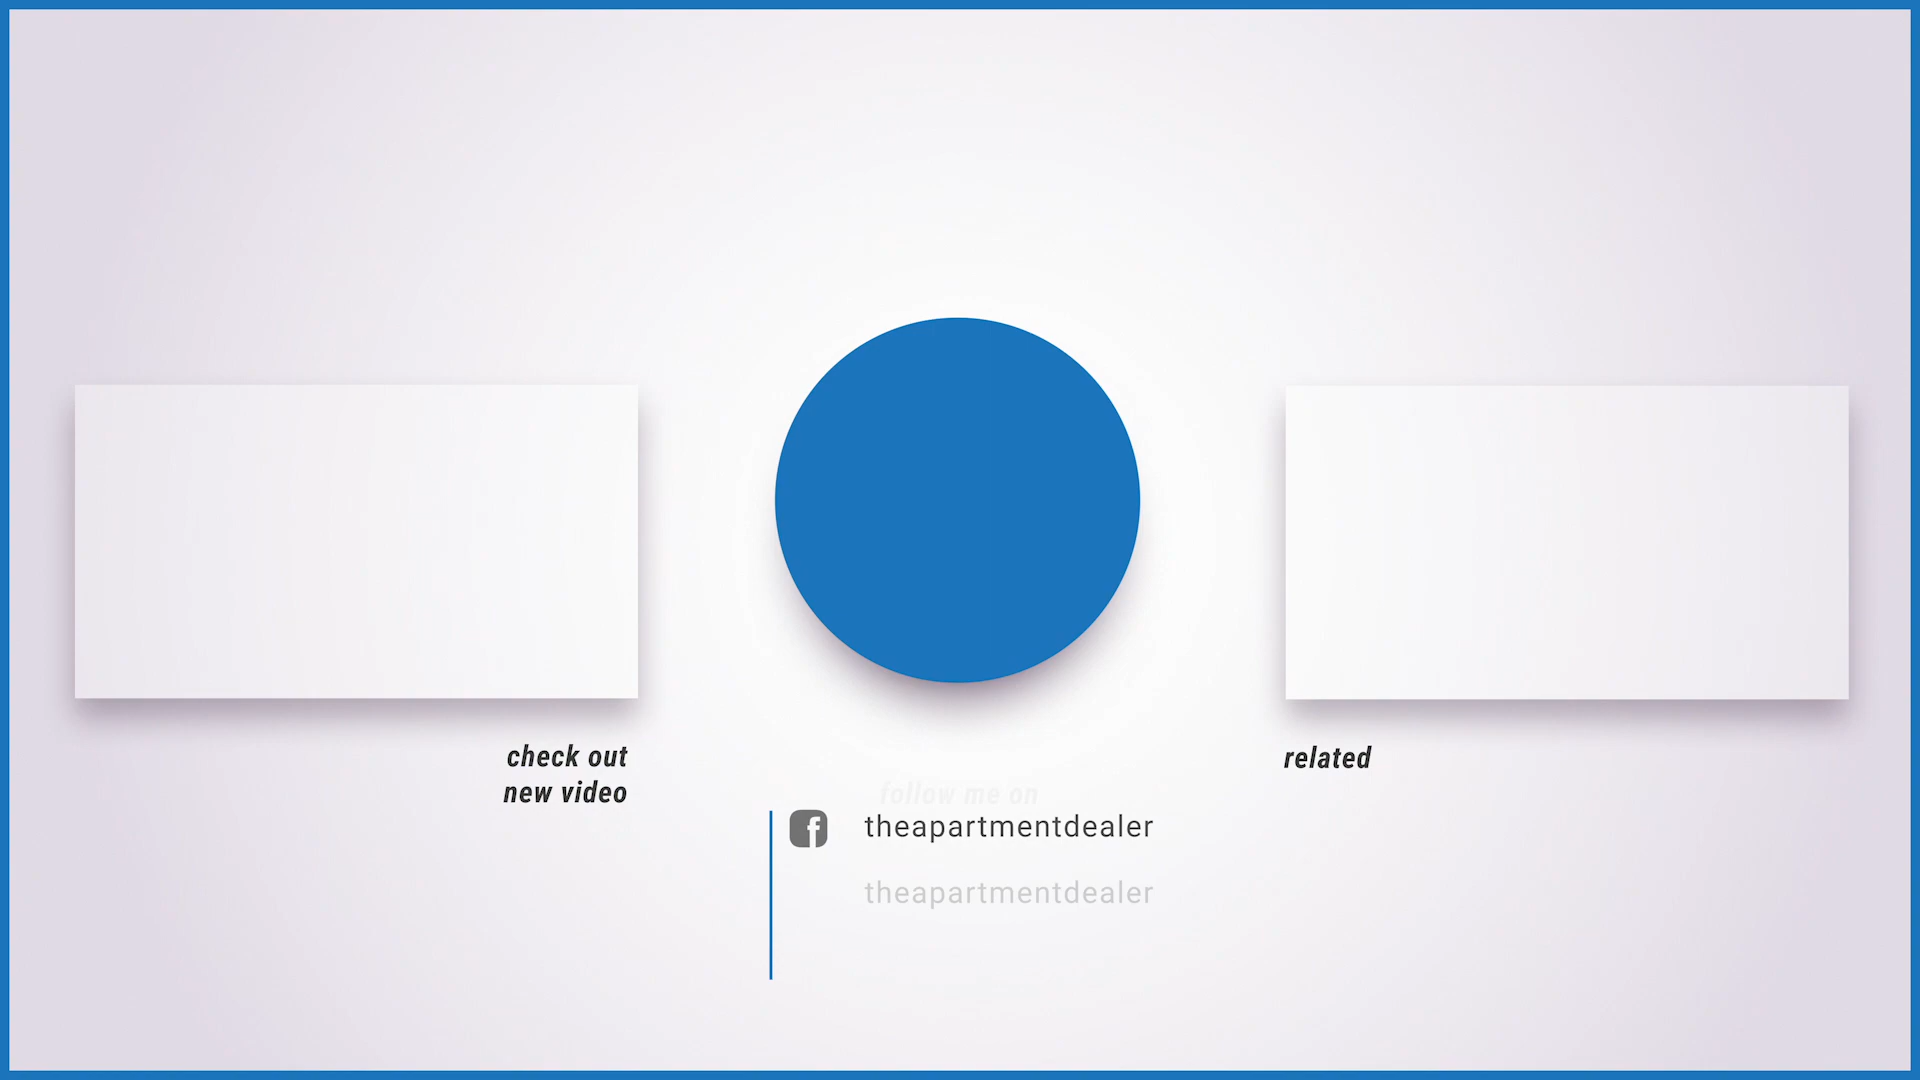 check out
new video
related
follow me on
theapartmentdealer
theapartmentdealer